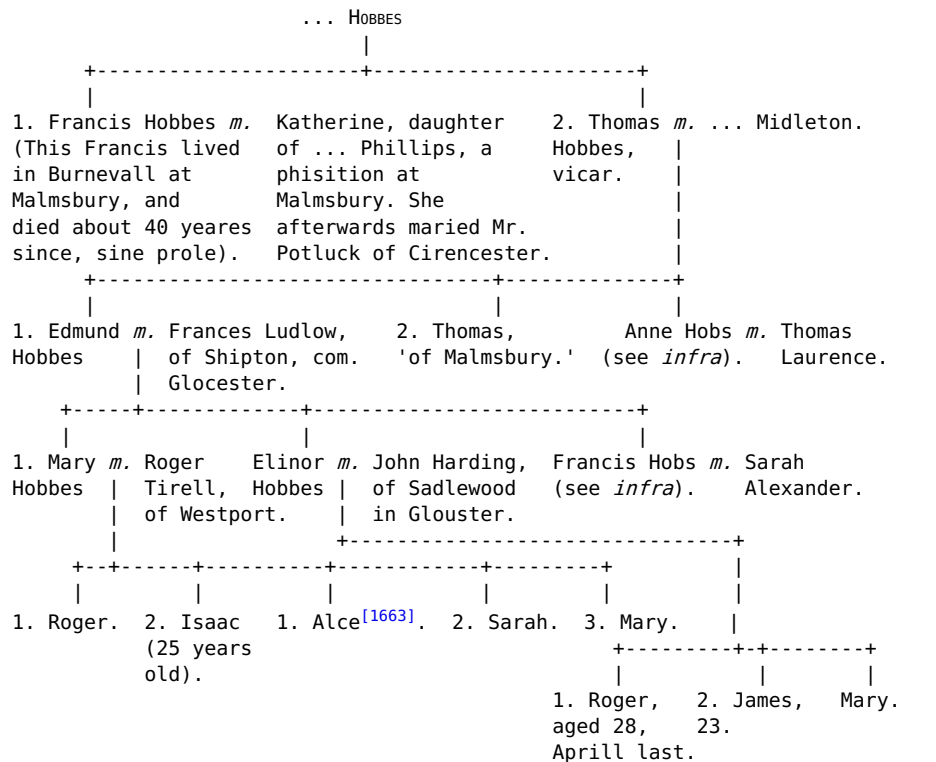 ... Hobbes
1. Francis Hobbes m. Katherine, daughter 2. Thomas m. ... Midleton.
(This Francis lived of ... Phillips, a Hobbes,
in Burnevall at phisition at vicar.
Malmsbury, and Malmsbury. She
died about 40 yeares afterwards maried Mr.
since, sine prole). Potluck of Cirencester.
1. Edmund m. Frances Ludlow, 2. Thomas, Anne Hobs m. Thomas
Hobbes of Shipton, com. 'of Malmsbury.' (see infra). Laurence.
Glocester.
1. Mary m. Roger Elinor m. John Harding, Francis Hobs m. Sarah
Hobbes Tirell, Hobbes of Sadlewood (see infra). Alexander.
of Westport. in Glouster.
1. Roger. 2. Isaac 1. Alce[1663]. 2. Sarah. 3. Mary.
(25 years
old).
1. Roger, 2. James, Mary.
aged 28, 23.
Aprill last.